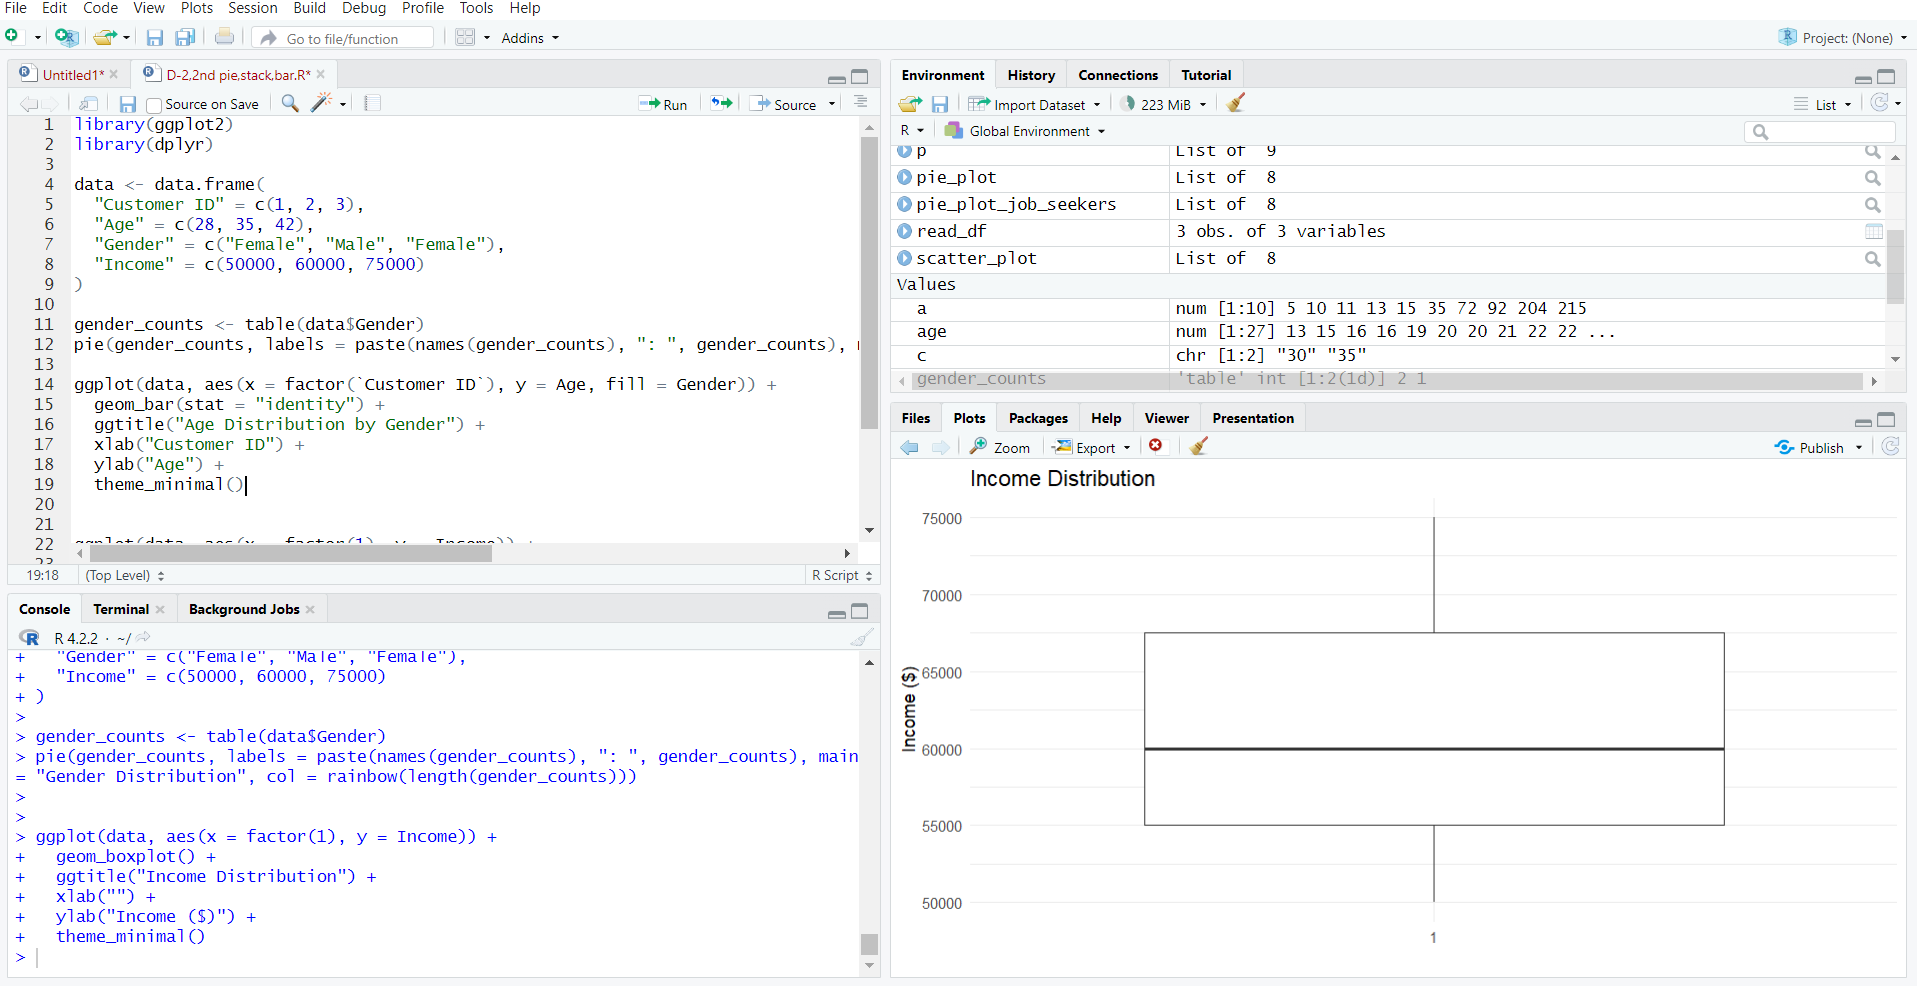 File Edit Code View Plots Session Build Debug Profile Tools Help
Go to file/function Addins Project: (None)
Untitled1* D-2,2nd pie,stack,bar.R*
Source on Save Run Source
1 library(ggplot2)
2 library(dplyr)
3
4 data <- data.frame(
5 "Customer ID" = c(1, 2, 3),
6 "Age" = c(28, 35, 42),
7 "Gender" = c("Female", "Male", "Female"),
8 "Income" = c(50000, 60000, 75000)
9 )
10
11 gender_counts <- table(data$Gender)
12 pie(gender_counts, labels = paste(names(gender_counts), ": ", gender_counts),
13
14 ggplot(data, aes(x = factor(`Customer ID`), y = Age, fill = Gender)) +
15 geom_bar(stat = "identity") +
16 ggtitle("Age Distribution by Gender") +
17 xlab("Customer ID") +
18 ylab("Age") +
19 theme_minimal()
20
21
22 ggplot(data, aes(x = factor(1), y = Income)) +
23
19:18 (Top Level) R Script
Console Terminal Background Jobs
R 4.2.2 · ~/
+ "Gender" = c("Female", "Male", "Female"),
+ "Income" = c(50000, 60000, 75000)
+ )
>
> gender_counts <- table(data$Gender)
> pie(gender_counts, labels = paste(names(gender_counts), ": ", gender_counts), main
= "Gender Distribution", col = rainbow(length(gender_counts)))
>
>
> ggplot(data, aes(x = factor(1), y = Income)) +
+ geom_boxplot() +
+ ggtitle("Income Distribution") +
+ xlab("") +
+ ylab("Income ($)") +
+ theme_minimal()
>
Environment History Connections Tutorial
Import Dataset 223 MiB List
R Global Environment
p List of 9
pie_plot List of 8
pie_plot_job_seekers List of 8
read_df 3 obs. of 3 variables
scatter_plot List of 8
Values
a num [1:10] 5 10 11 13 15 35 72 92 204 215
age num [1:27] 13 15 16 16 19 20 20 21 22 22 ...
c chr [1:2] "30" "35"
gender_counts 'table' int [1:2(1d)] 2 1
Files Plots Packages Help Viewer Presentation
Zoom Export Publish
Income Distribution
75000
70000
65000
60000
55000
50000
Income ($)
1